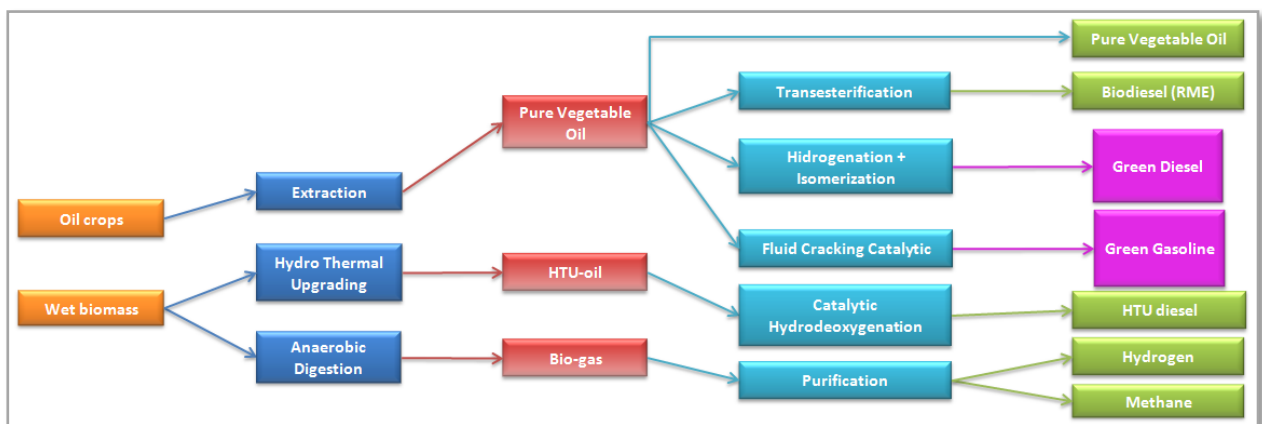 Pure Vegetable Oil
Transesterification
Biodiesel (RME)
Pure Vegetable
Oil
Hidrogenation +
Isomerization
Green Diesel
Extraction
Oil crops
Fluid Cracking Catalytic
Green Gasoline
Hydro Thermal
Upgrading
HTU-oil
Wet biomass
Catalytic
Hydrodeoxygenation
HTU diesel
Anaerobic
Digestion
Bio-gas
Purification
Hydrogen
Methane